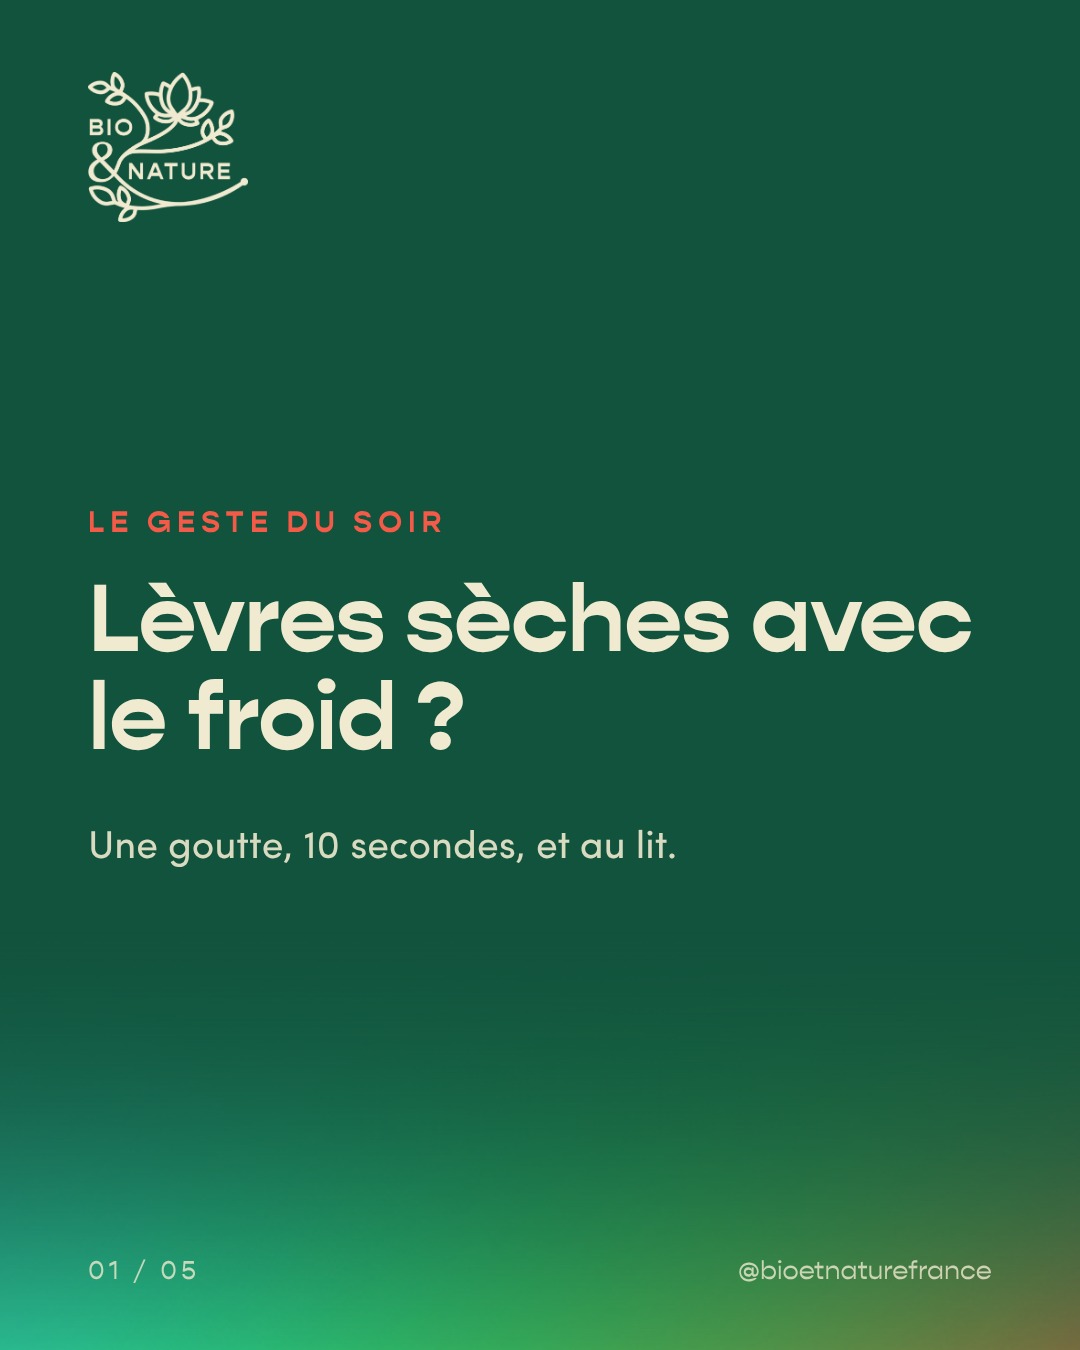 BIO
& NATURE
LE GESTE DU SOIR
Lèvres sèches avec
le froid ?
Une goutte, 10 secondes, et au lit.
01 / 05
@bioetnaturefrance